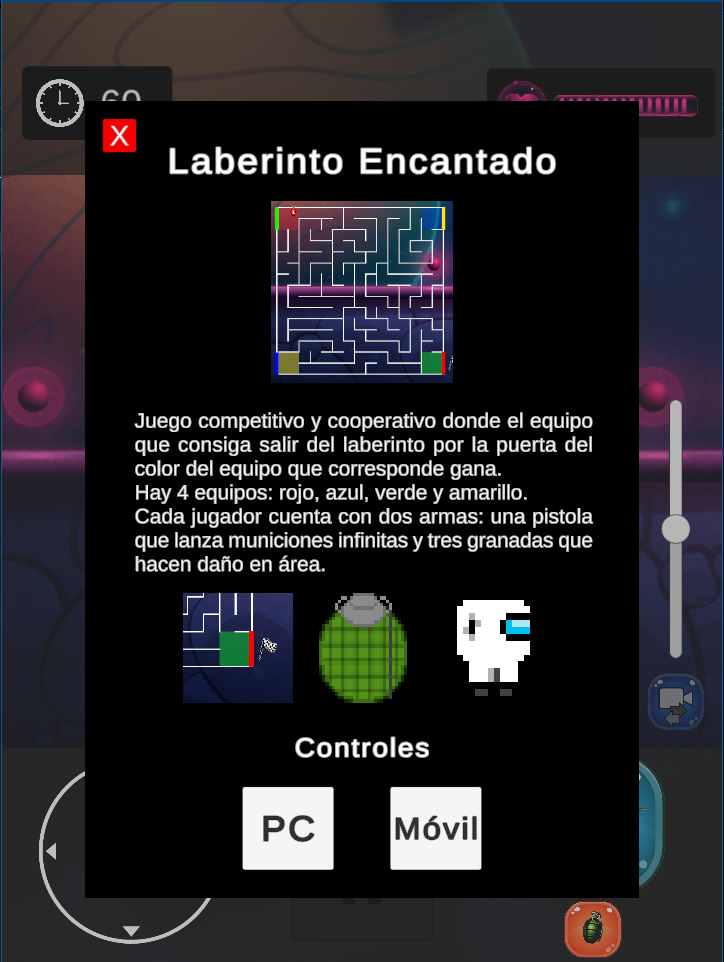 60
X
Laberinto Encantado
Juego competitivo y cooperativo donde el equipo
que consiga salir del laberinto por la puerta del
color del equipo que corresponde gana.
Hay 4 equipos: rojo, azul, verde y amarillo.
Cada jugador cuenta con dos armas: una pistola
que lanza municiones infinitas y tres granadas que
hacen daño en área.
Controles
PC
Móvil